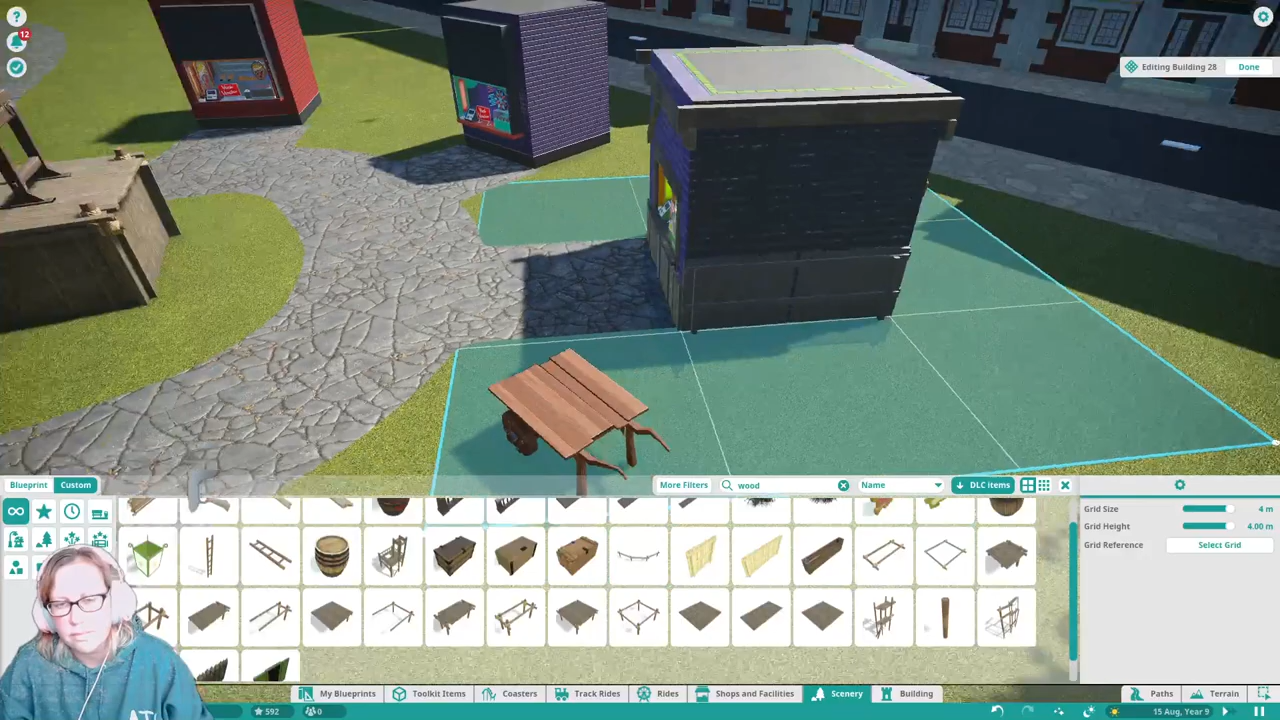 ?
12
Editing Building 28 Done
Blueprint Custom More Filters wood Name DLC items
Grid Size 4 m
Grid Height 4.00 m
Grid Reference Select Grid
My Blueprints Toolkit Items Coasters Track Rides Rides Shops and Facilities Scenery Building Paths Terrain
592 0 15 Aug, Year 9